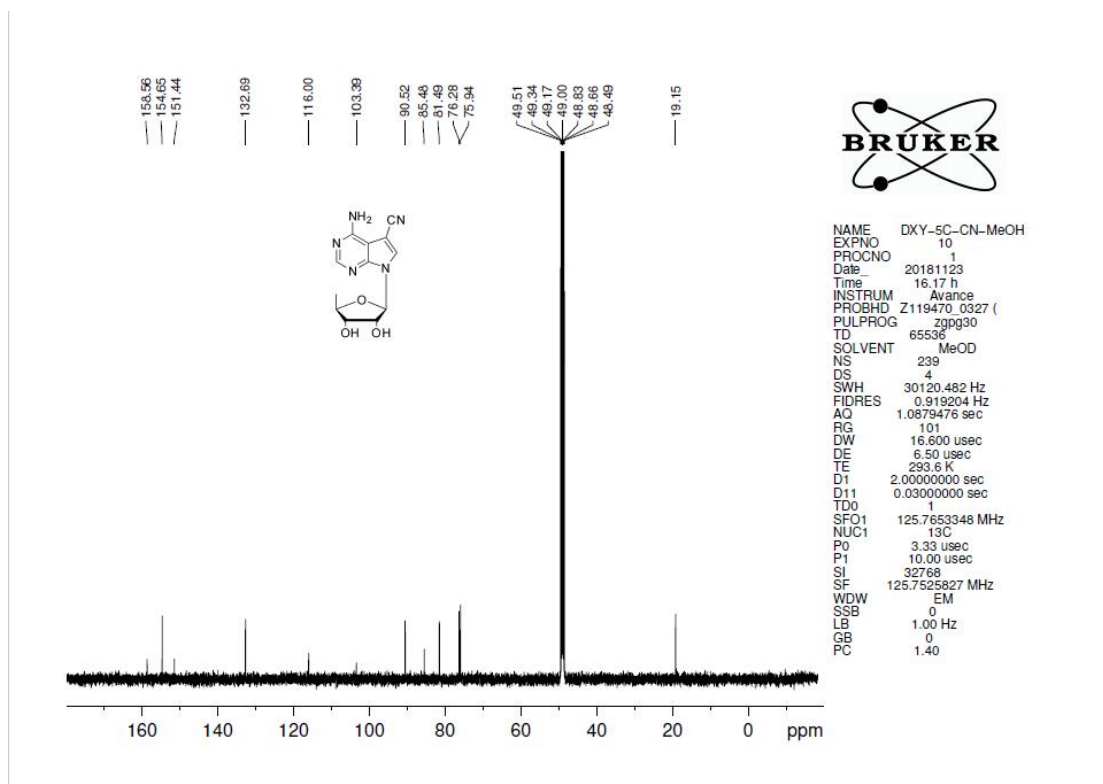 158.56
154.65
151.44
132.69
116.00
103.39
90.52
85.48
81.49
76.28
75.94
49.51
49.34
49.17
49.00
48.83
48.66
48.49
19.15
BRUKER
NH2
CN
N
N
N
O
OH
OH
NAME DXY-5C-CN-MeOH
EXPNO 10
PROCNO 1
Date_ 20181123
Time 16.17 h
INSTRUM Avance
PROBHD Z119470_0327 (
PULPROG zgpg30
TD 65536
SOLVENT MeOD
NS 239
DS 4
SWH 30120.482 Hz
FIDRES 0.919204 Hz
AQ 1.0879476 sec
RG 101
DW 16.600 usec
DE 6.50 usec
TE 293.6 K
D1 2.00000000 sec
D11 0.03000000 sec
TD0 1
SFO1 125.7653348 MHz
NUC1 13C
P0 3.33 usec
P1 10.00 usec
SI 32768
SF 125.7525827 MHz
WDW EM
SSB 0
LB 1.00 Hz
GB 0
PC 1.40
160 140 120 100 80 60 40 20 0 ppm